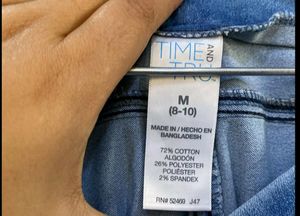 TIME AND
TRU
M
(8-10)
MADE IN / HECHO EN
BANGLADESH
72% COTTON
ALGODÓN
26% POLYESTER
POLIÉSTER
2% SPANDEX
RN# 52469 J47